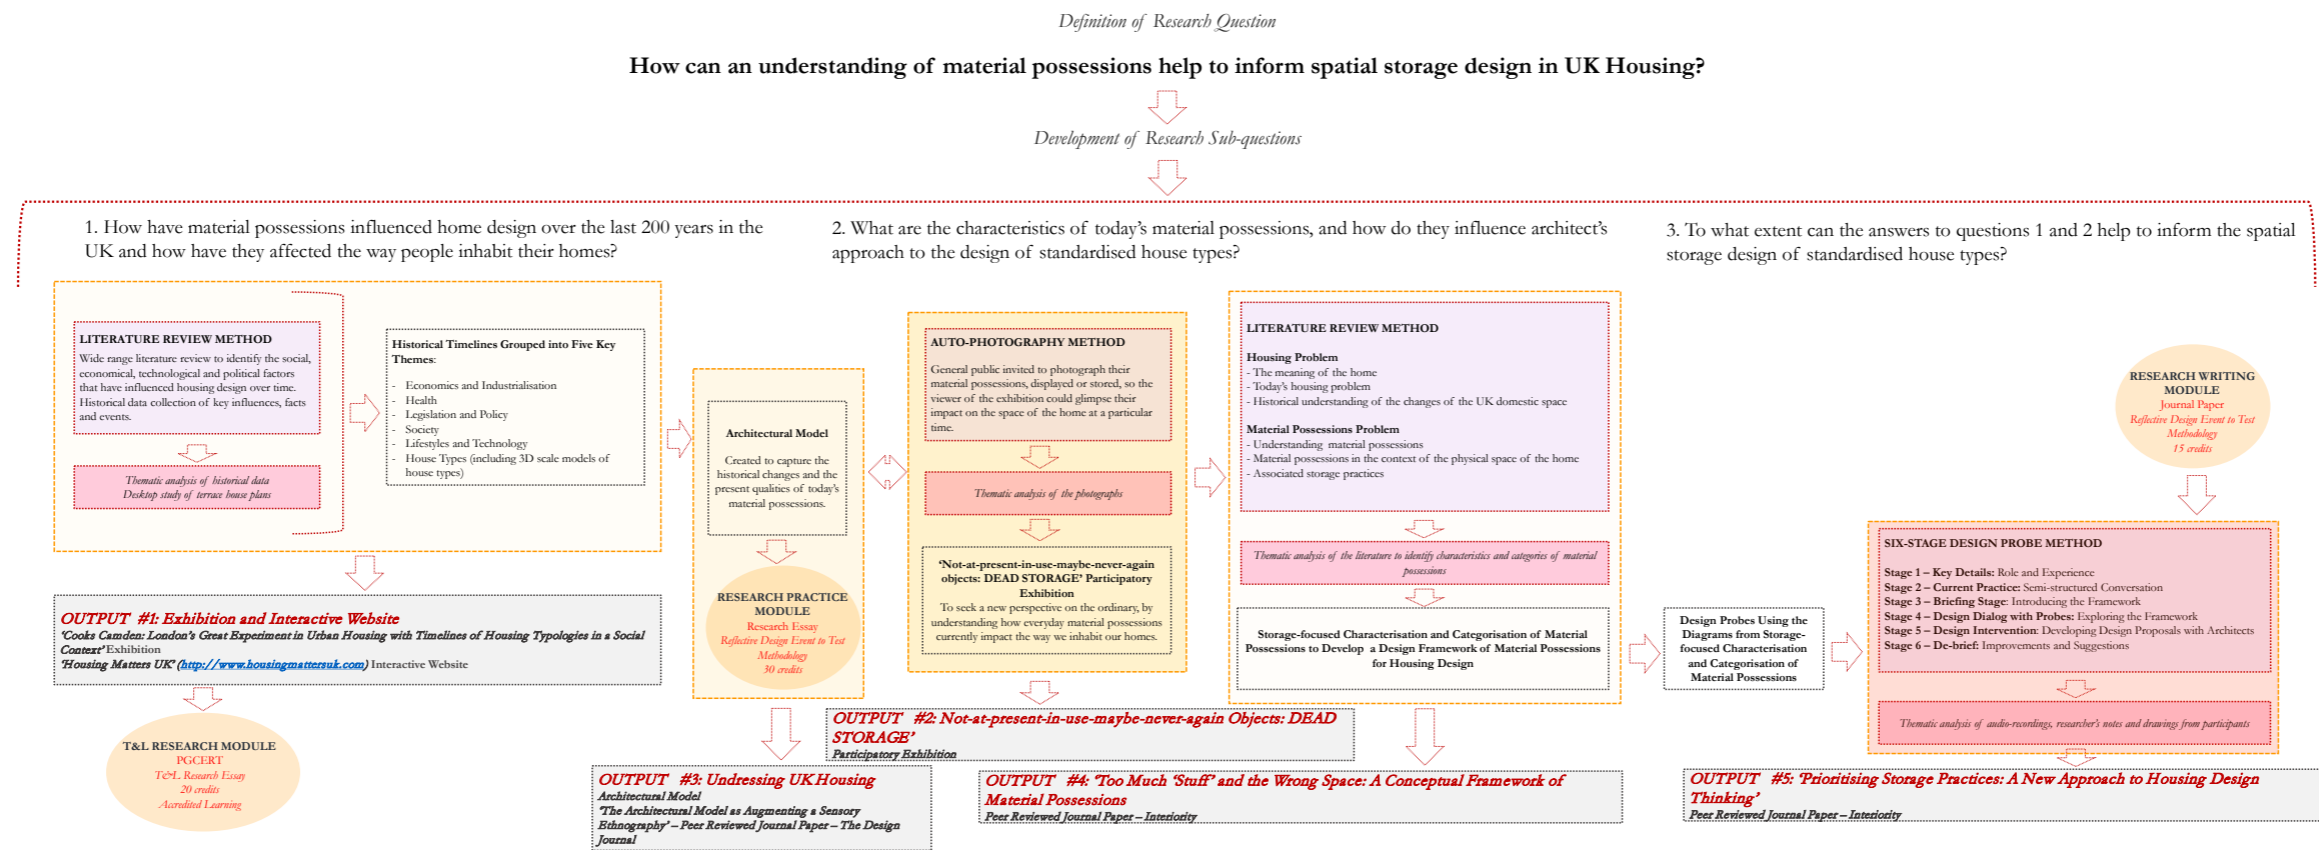 Definition of Research Question
How can an understanding of material possessions help to inform spatial storage design in UK Housing?
Development of Research Sub-questions
1. How have material possessions influenced home design over the last 200 years in the
UK and how have they affected the way people inhabit their homes?
2. What are the characteristics of today's material possessions, and how do they influence architect's
approach to the design of standardised house types?
3. To what extent can the answers to questions 1 and 2 help to inform the spatial
storage design of standardised house types?
LITERATURE REVIEW METHOD
Wide range literature review to identify the social,
economical, technological and political factors
that have influenced housing design over time.
Historical data collection of key influences, facts
and events.
Thematic analysis of historical data
Desktop study of terrace house plans
Historical Timelines Grouped into Five Key
Themes:
- Economics and Industrialisation
- Health
- Legislation and Policy
- Society
- Lifestyles and Technology
- House Types (including 3D scale models of
house types)
OUTPUT #1: Exhibition and Interactive Website
'Cooks Camden: London's Great Experiment in Urban Housing with Timelines of Housing Typologies in a Social
Context' Exhibition
'Housing Matters UK' (http://www.housingmattersuk.com) Interactive Website
T&L RESEARCH MODULE
PGCERT
T&L Research Essay
20 credits
Accredited Learning
Architectural Model
Created to capture the
historical changes and the
present qualities of today's
material possessions.
RESEARCH PRACTICE
MODULE
Research Essay
Reflective Design Event to Test
Methodology
30 credits
OUTPUT #3: Undressing UK Housing
Architectural Model
'The Architectural Model as Augmenting a Sensory
Ethnography' – Peer Reviewed Journal Paper – The Design
Journal
AUTO-PHOTOGRAPHY METHOD
General public invited to photograph their
material possessions, displayed or stored, so the
viewer of the exhibition could glimpse their
impact on the space of the home at a particular
time.
Thematic analysis of the photographs
'Not-at-present-in-use-maybe-never-again
objects: DEAD STORAGE' Participatory
Exhibition
To seek a new perspective on the ordinary, by
understanding how everyday material possessions
currently impact the way we inhabit our homes.
OUTPUT #2: Not-at-present-in-use-maybe-never-again Objects: DEAD
STORAGE'
Participatory Exhibition
LITERATURE REVIEW METHOD
Housing Problem
- The meaning of the home
- Today's housing problem
- Historical understanding of the changes of the UK domestic space
Material Possessions Problem
- Understanding material possessions
- Material possessions in the context of the physical space of the home
- Associated storage practices
Thematic analysis of the literature to identify characteristics and categories of material
possessions
Storage-focused Characterisation and Categorisation of Material
Possessions to Develop a Design Framework of Material Possessions
for Housing Design
OUTPUT #4: 'Too Much 'Stuff' and the Wrong Space: A Conceptual Framework of
Material Possessions
Peer Reviewed Journal Paper – Interiority
Design Probes Using the
Diagrams from Storage-
focused Characterisation
and Categorisation of
Material Possessions
RESEARCH WRITING
MODULE
Journal Paper
Reflective Design Event to Test
Methodology
15 credits
SIX-STAGE DESIGN PROBE METHOD
Stage 1 – Key Details: Role and Experience
Stage 2 – Current Practice: Semi-structured Conversation
Stage 3 – Briefing Stage: Introducing the Framework
Stage 4 – Design Dialog with Probes: Exploring the Framework
Stage 5 – Design Intervention: Developing Design Proposals with Architects
Stage 6 – De-brief: Improvements and Suggestions
Thematic analysis of audio-recordings, researcher's notes and drawings from participants
OUTPUT #5: 'Prioritising Storage Practices: A New Approach to Housing Design
Thinking'
Peer Reviewed Journal Paper – Interiority